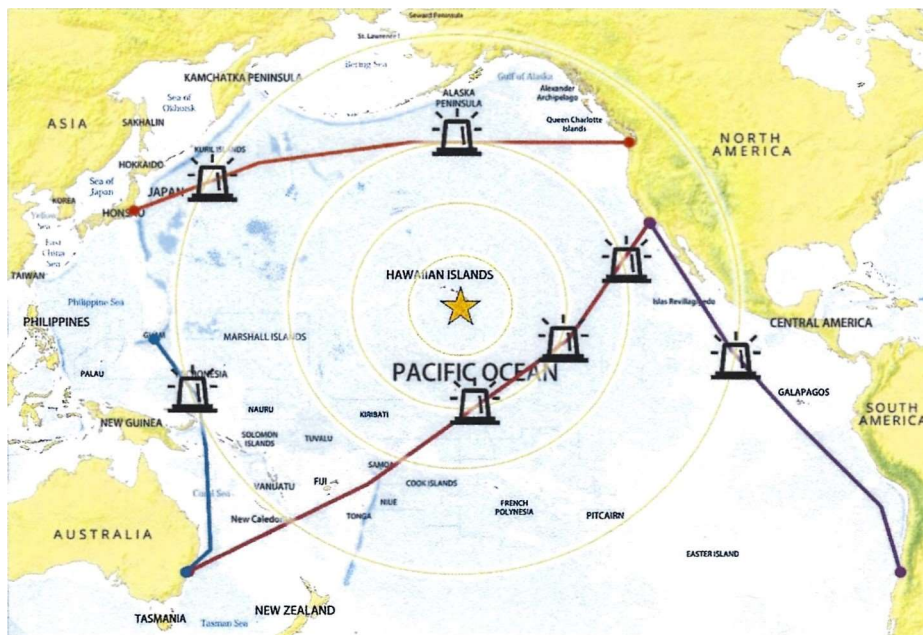 Seward Peninsula
St. Lawrence I.
Bering Sea
KAMCHATKA PENINSULA
Gulf of Alaska
Sea of
Okhotsk
ALASKA
PENINSULA
Alexander
Archipelago
ASIA
SAKHALIN
Queen Charlotte
Islands
NORTH
AMERICA
KURIL ISLANDS
HOKKAIDO
Sea of
Japan
JAPAN
KOREA
HONSHU
Yellow
Sea
East
China
Sea
TAIWAN
HAWAIIAN ISLANDS
Philippine Sea
Islas Revillagigedo
PHILIPPINES
CENTRAL AMERICA
GUAM
MARSHALL ISLANDS
PALAU
PACIFIC OCEAN
GALAPAGOS
NAURU
KIRIBATI
SOUTH
AMERICA
NEW GUINEA
SOLOMON
ISLANDS
TUVALU
SAMOA
FIJI
COOK ISLANDS
VANUATU
Coral Sea
NIUE
FRENCH
POLYNESIA
TONGA
PITCAIRN
New Caledonia
AUSTRALIA
EASTER ISLAND
NEW ZEALAND
TASMANIA
Tasman Sea